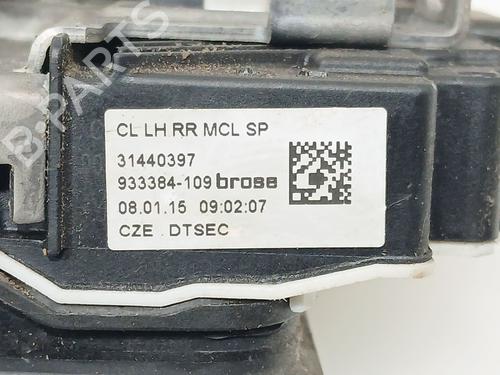 CL LH RR MCL SP
31440397
933384-109 brose
08.01.15 09:02:07
CZE DTSEC
B-PARTS